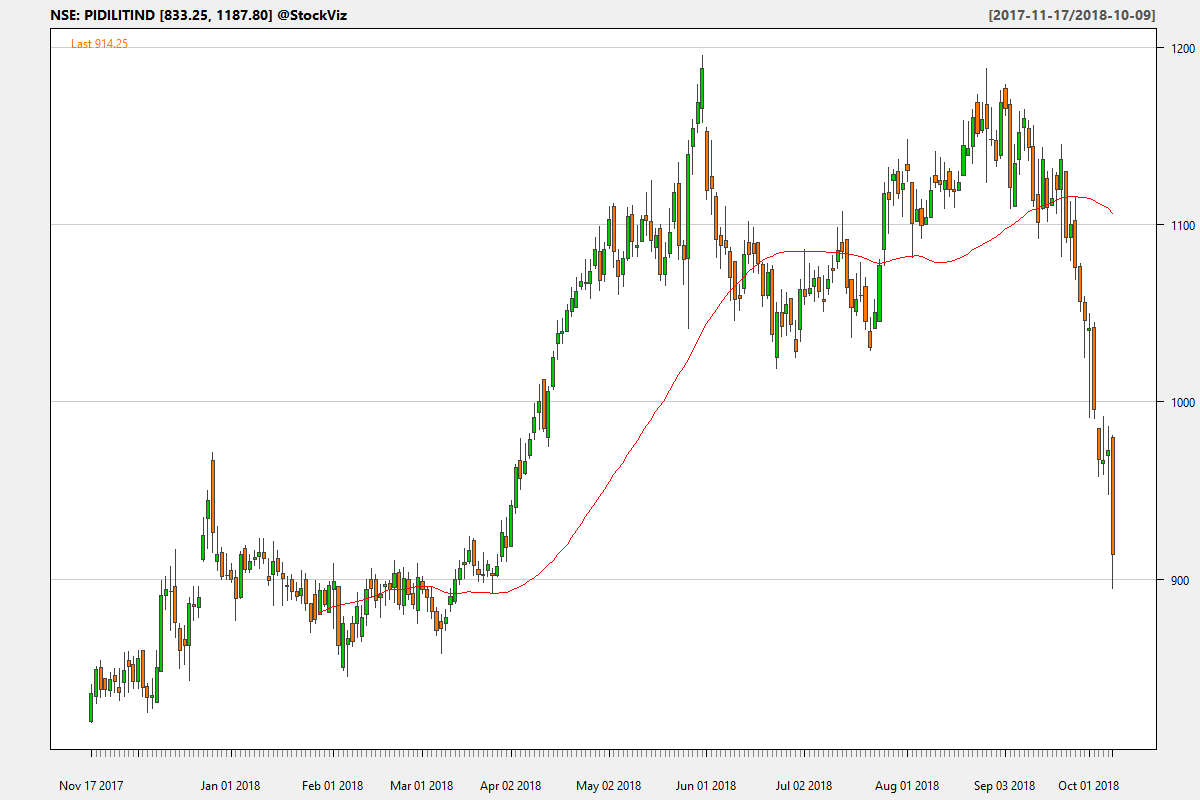 NSE: PIDILITIND [833.25, 1187.80] @StockViz [2017-11-17/2018-10-09]
Last 914.25
1200
1100
1000
900
Nov 17 2017 Jan 01 2018 Feb 01 2018 Mar 01 2018 Apr 02 2018 May 02 2018 Jun 01 2018 Jul 02 2018 Aug 01 2018 Sep 03 2018 Oct 01 2018